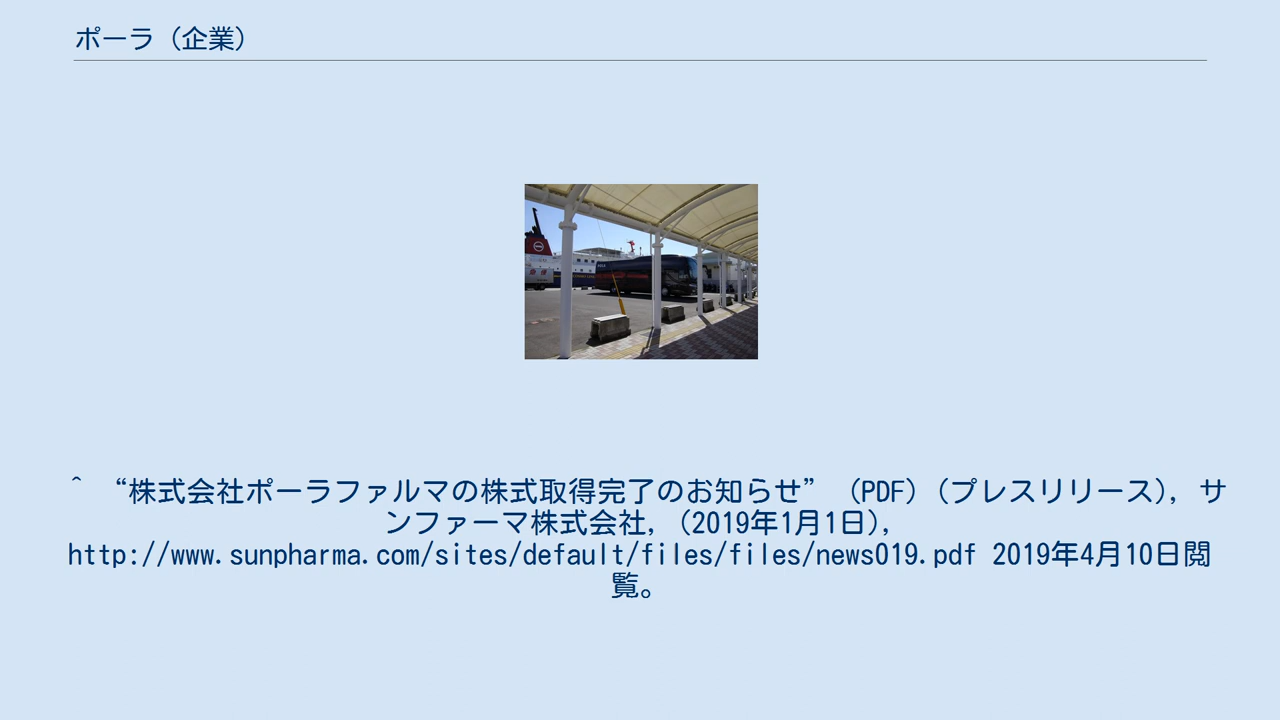 ポーラ（企業）
^ “株式会社ポーラファルマの株式取得完了のお知らせ” (PDF) (プレスリリース), サ
ンファーマ株式会社, (2019年1月1日),
http://www.sunpharma.com/sites/default/files/files/news019.pdf 2019年4月10日閲
覧。